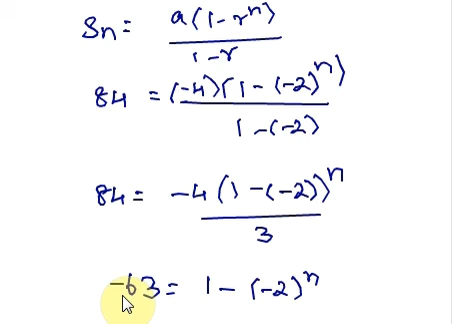 Sn = a(1-r^n) / 1-r
84 = (-4)(1-(-2)^n) / 1-(-2)
84 = -4(1-(-2))^n / 3
-63 = 1-(-2)^n